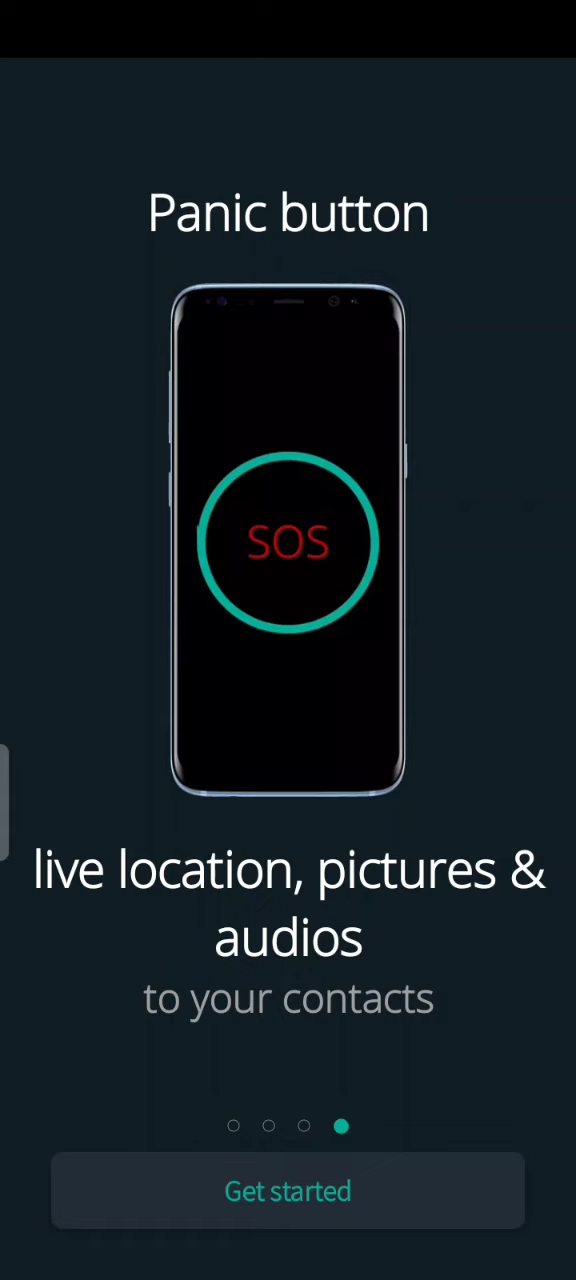 Panic button
SOS
live location, pictures &
audios
to your contacts
Get started